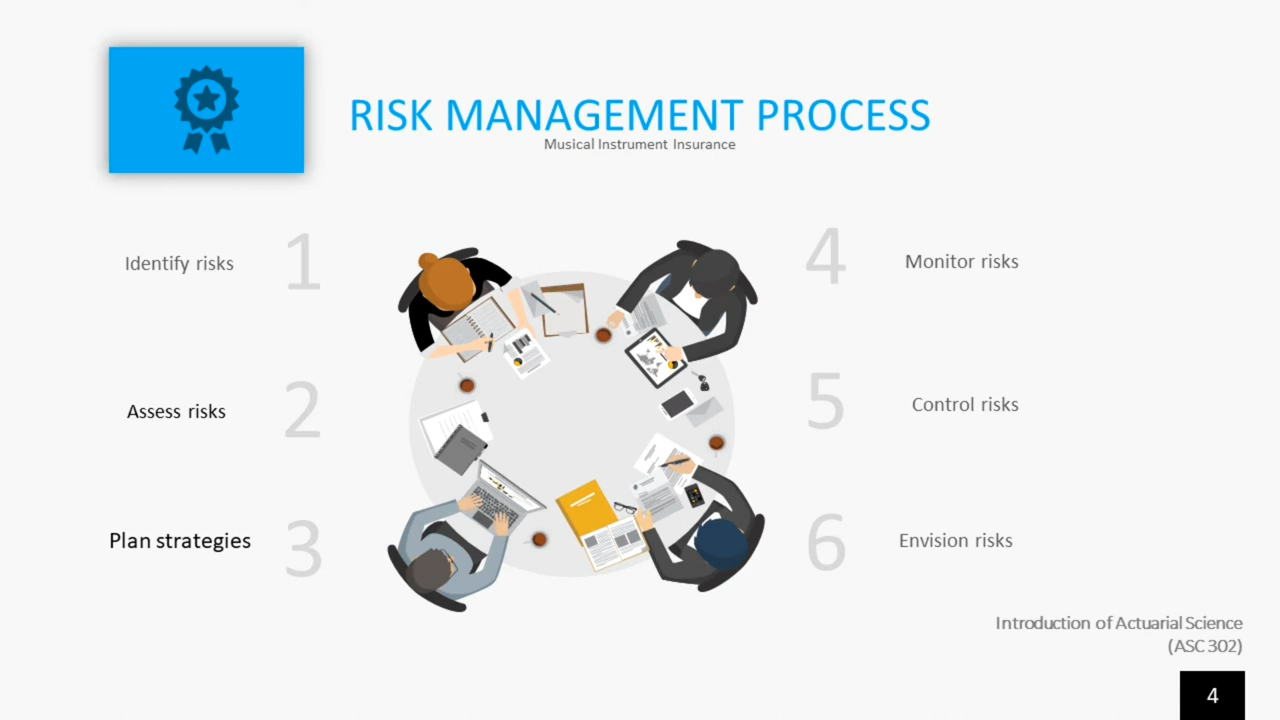 RISK MANAGEMENT PROCESS
Musical Instrument Insurance
Identify risks 1
Assess risks 2
Plan strategies 3
4 Monitor risks
5 Control risks
6 Envision risks
Introduction of Actuarial Science
(ASC 302)
4